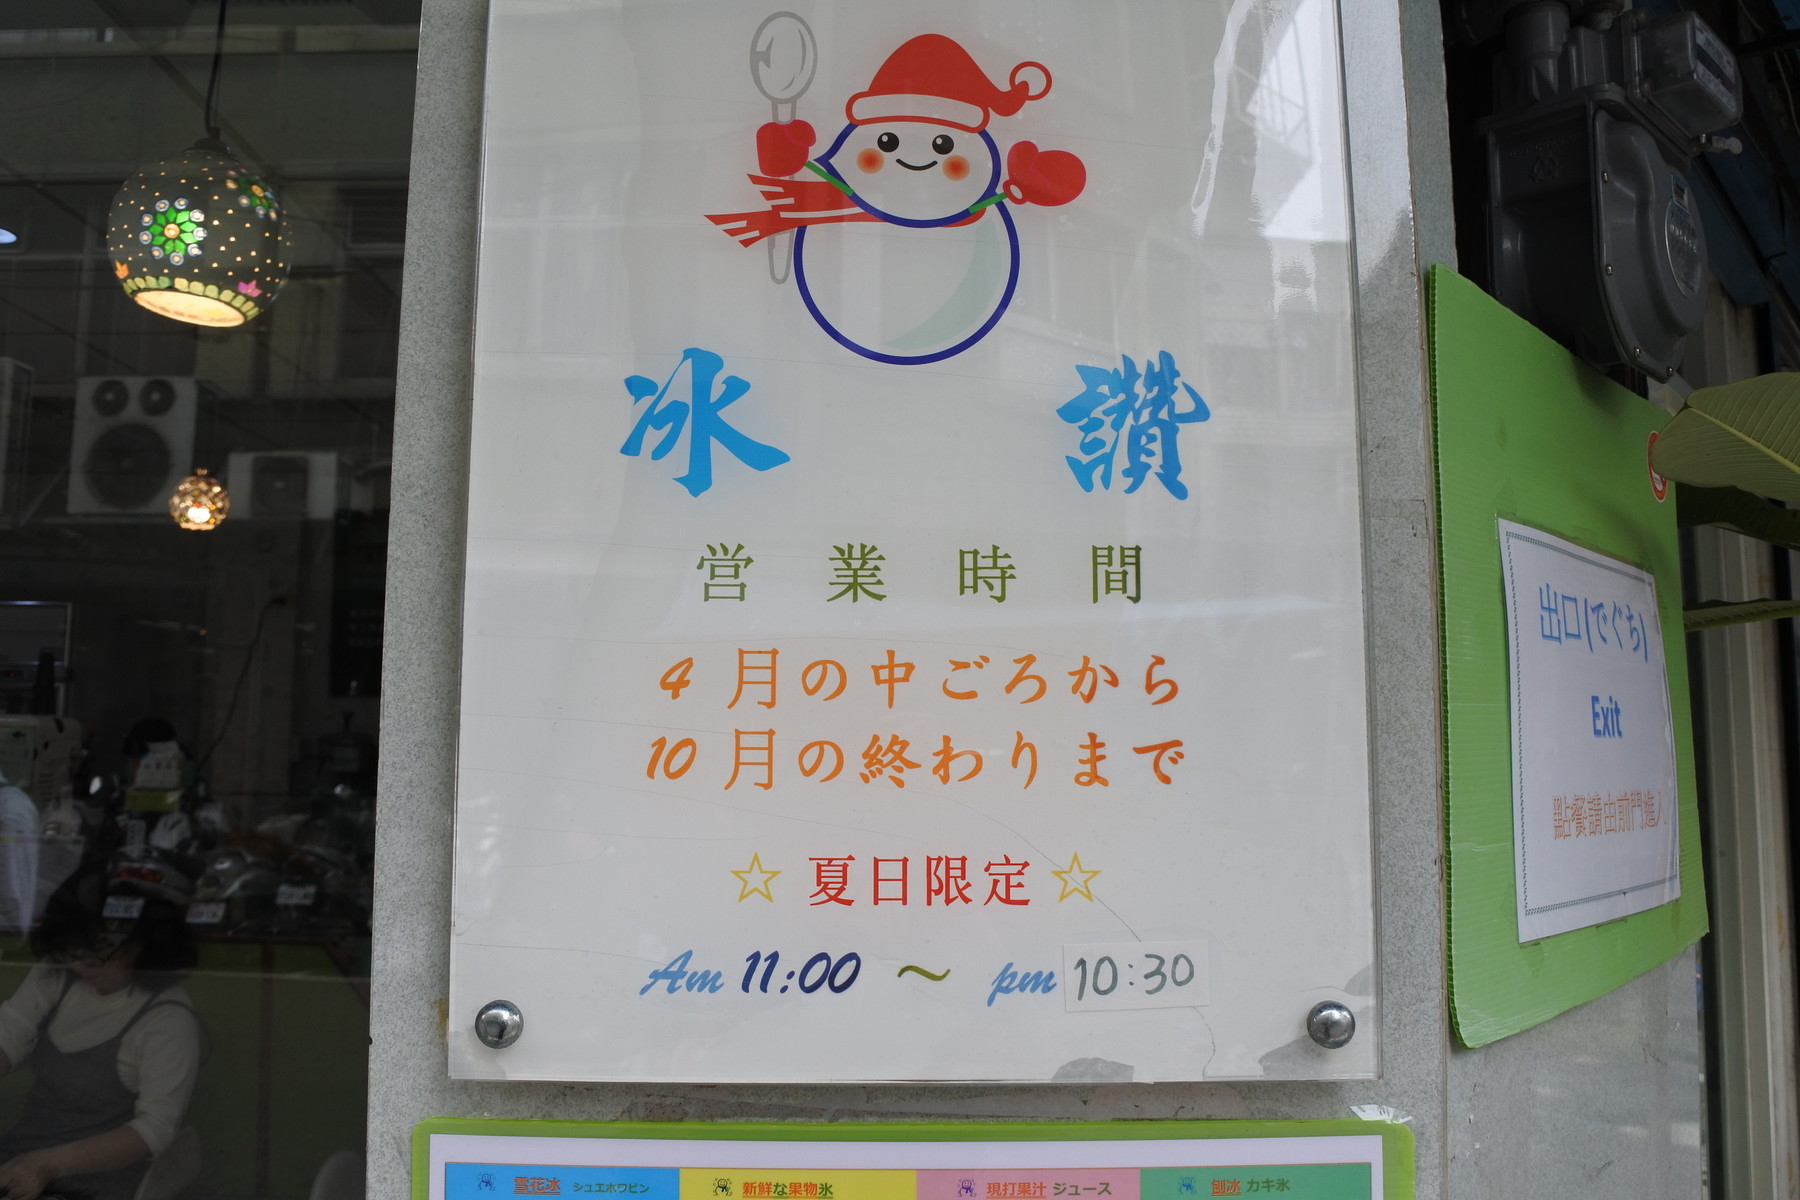 冰 讚
営業時間
4月の中ごろから
10月の終わりまで
☆夏日限定☆
Am 11:00 ～ pm 10:30
出口(でぐち)
Exit
點餐請由前門進入
雪花冰 シュエホワビン
新鮮な果物氷
現打果汁 ジュース
刨冰 カキ氷